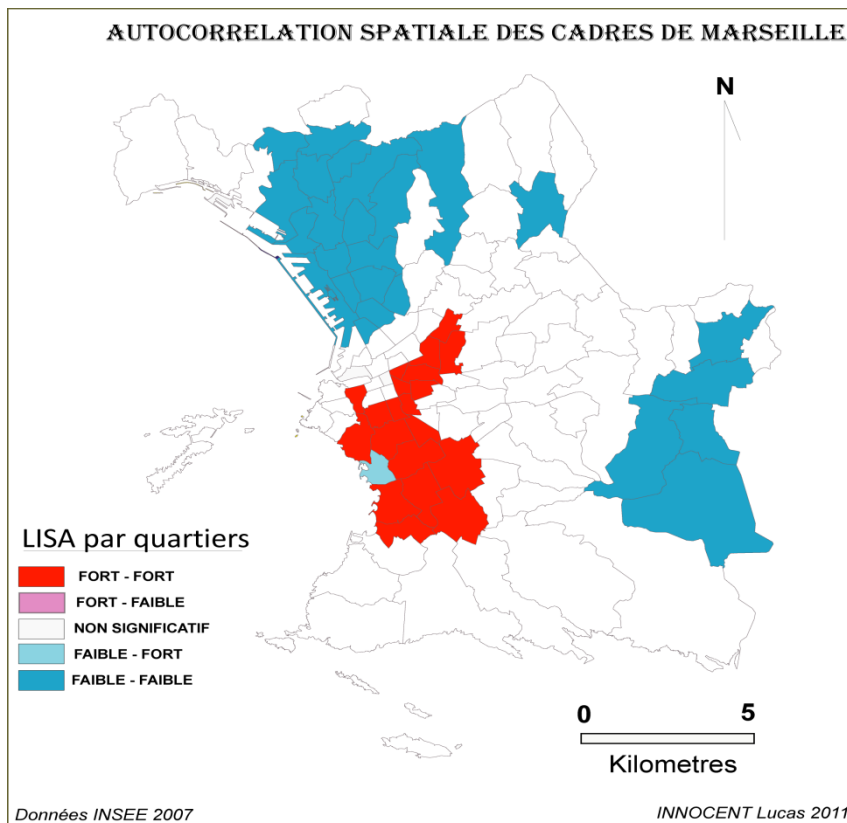 AUTOCORRELATION SPATIALE DES CADRES DE MARSEILLE
N
LISA par quartiers
FORT - FORT
FORT - FAIBLE
NON SIGNIFICATIF
FAIBLE - FORT
FAIBLE - FAIBLE
0 5
Kilometres
Données INSEE 2007
INNOCENT Lucas 2011